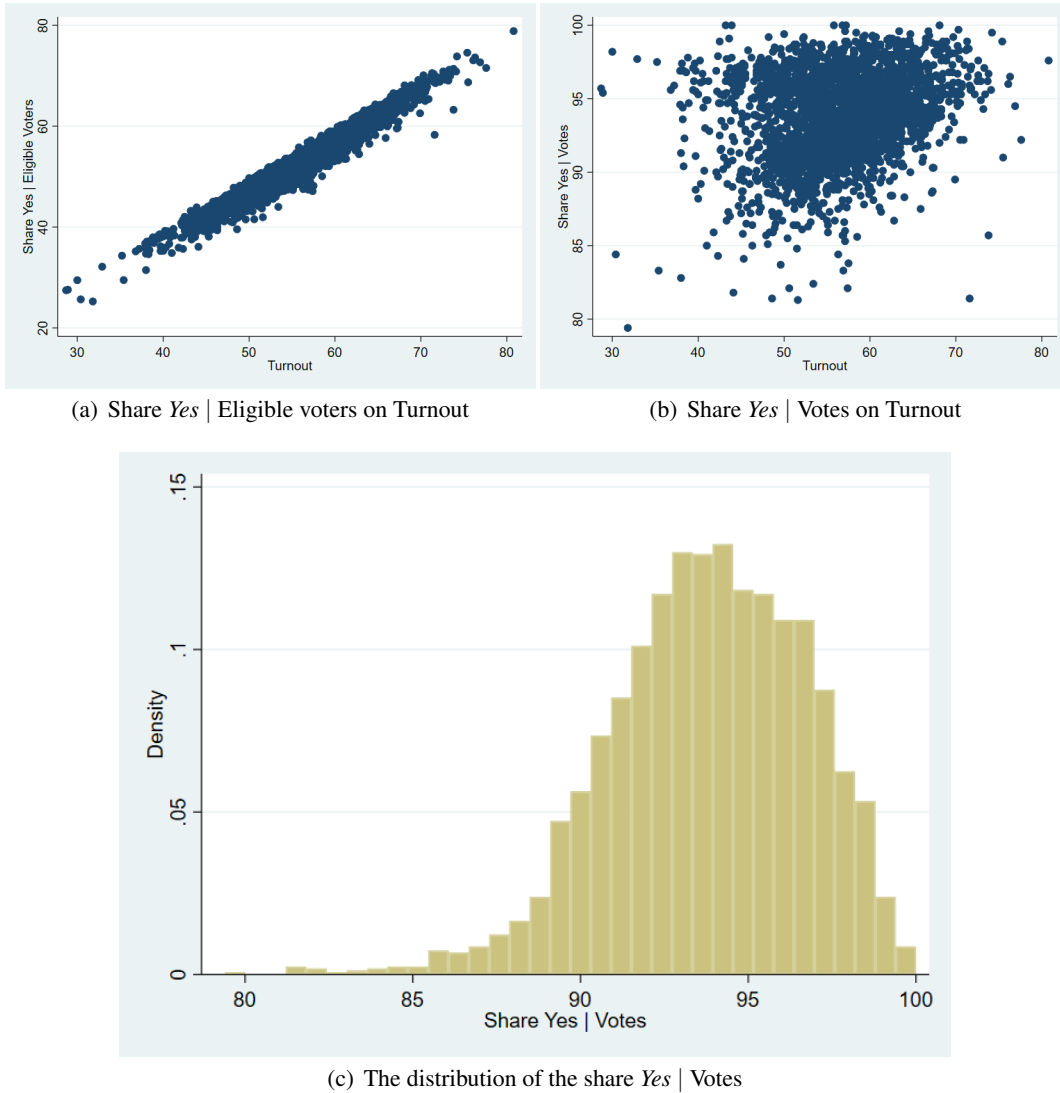 80
60
40
20
Share Yes | Eligible Voters
30 40 50 60 70 80
Turnout
(a) Share Yes | Eligible voters on Turnout
100
95
90
85
80
Share Yes | Votes
30 40 50 60 70 80
Turnout
(b) Share Yes | Votes on Turnout
.15
.1
.05
0
Density
80 85 90 95 100
Share Yes | Votes
(c) The distribution of the share Yes | Votes